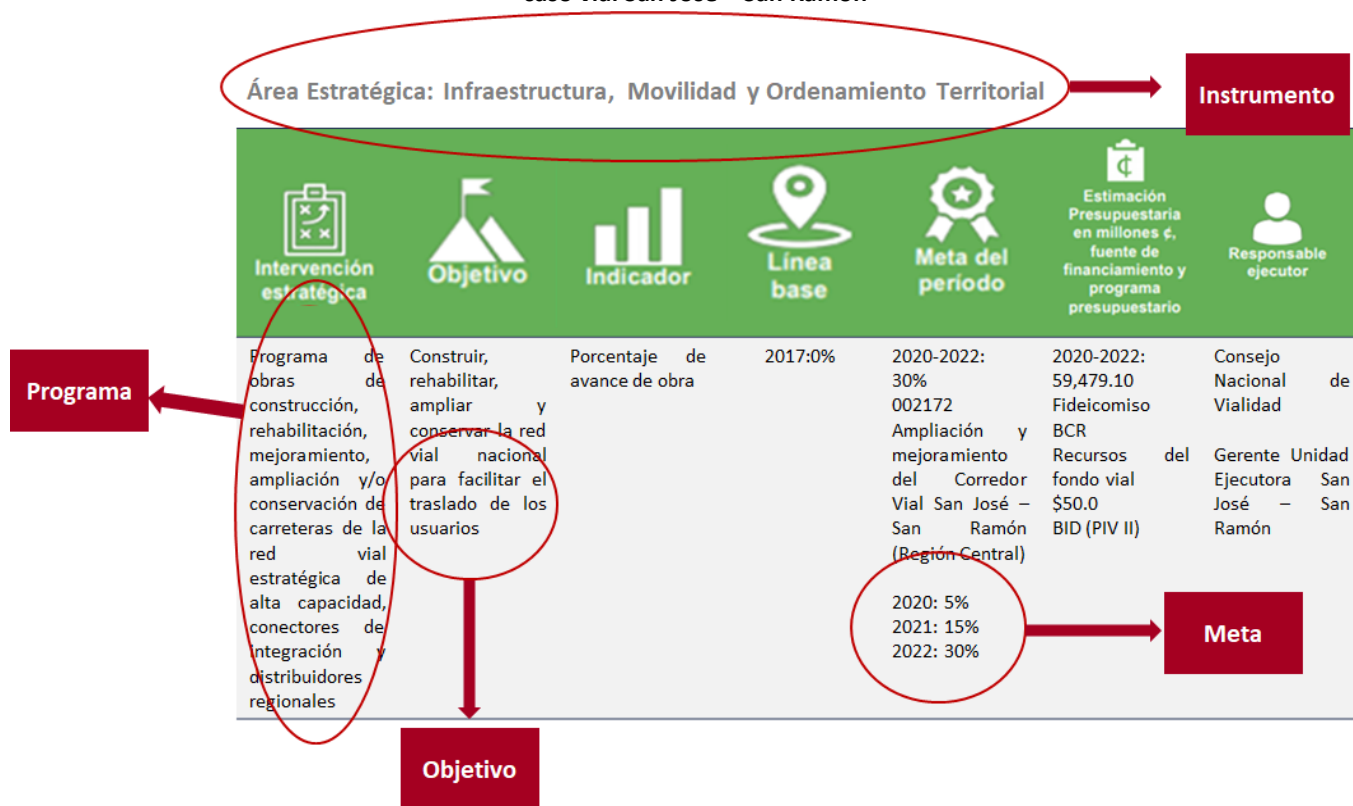 Caso Vial San José – San Ramón
Área Estratégica: Infraestructura, Movilidad y Ordenamiento Territorial
Instrumento
Intervención
estratégica
Objetivo
Indicador
Línea
base
Meta del
período
Estimación
Presupuestaria
en millones ₡,
fuente de
financiamiento y
programa
presupuestario
Responsable
ejecutor
Programa
Programa de
obras de
construcción,
rehabilitación,
mejoramiento,
ampliación y/o
conservación de
carreteras de la
red vial
estratégica de
alta capacidad,
conectores de
integración y
distribuidores
regionales
Construir,
rehabilitar,
ampliar y
conservar la red
vial nacional
para facilitar el
traslado de los
usuarios
Porcentaje de
avance de obra
2017:0%
2020-2022:
30%
002172
Ampliación y
mejoramiento
del Corredor
Vial San José –
San Ramón
(Región Central)
2020: 5%
2021: 15%
2022: 30%
2020-2022:
59,479.10
Fideicomiso
BCR
Recursos del
fondo vial
$50.0
BID (PIV II)
Consejo
Nacional de
Vialidad
Gerente Unidad
Ejecutora San
José – San
Ramón
Meta
Objetivo